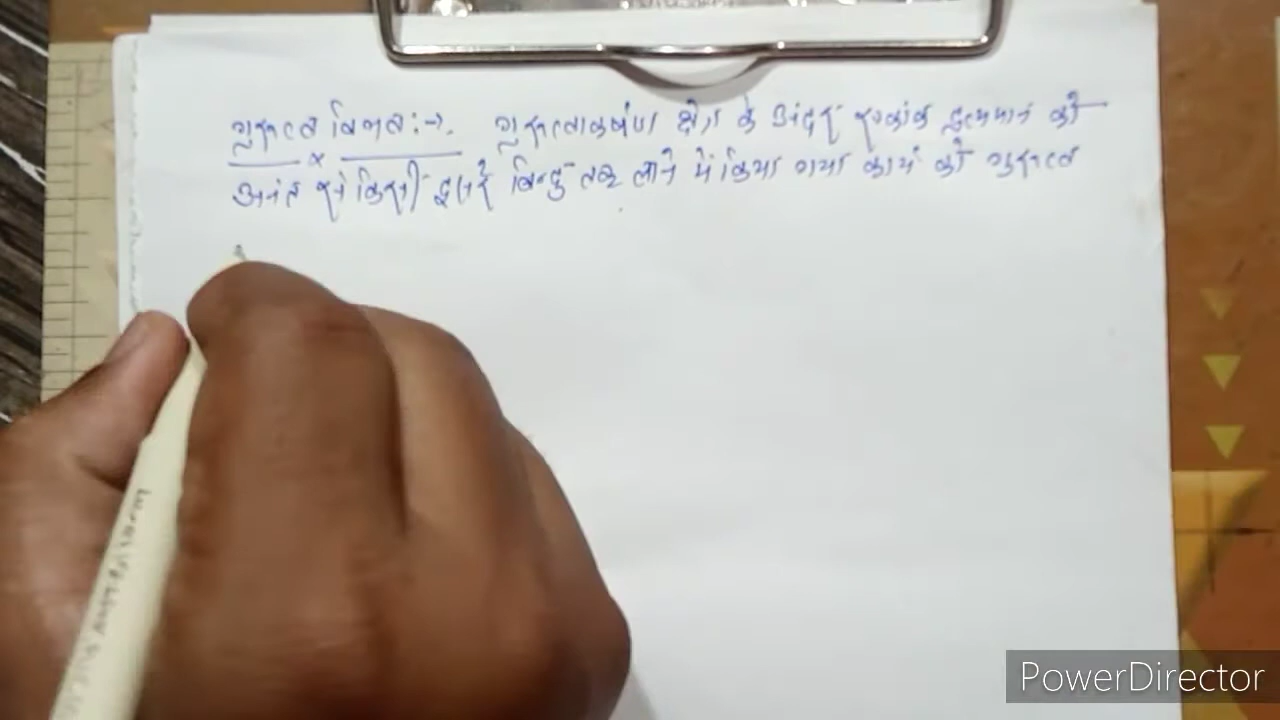 गुरुत्व विभव :→. गुरुत्वाकर्षण क्षेत्र के अंदर एकांक द्रव्यमान को
अनंत से किसी दूसरे बिन्दु तक लाने में किया गया कार्य को गुरुत्व
PowerDirector